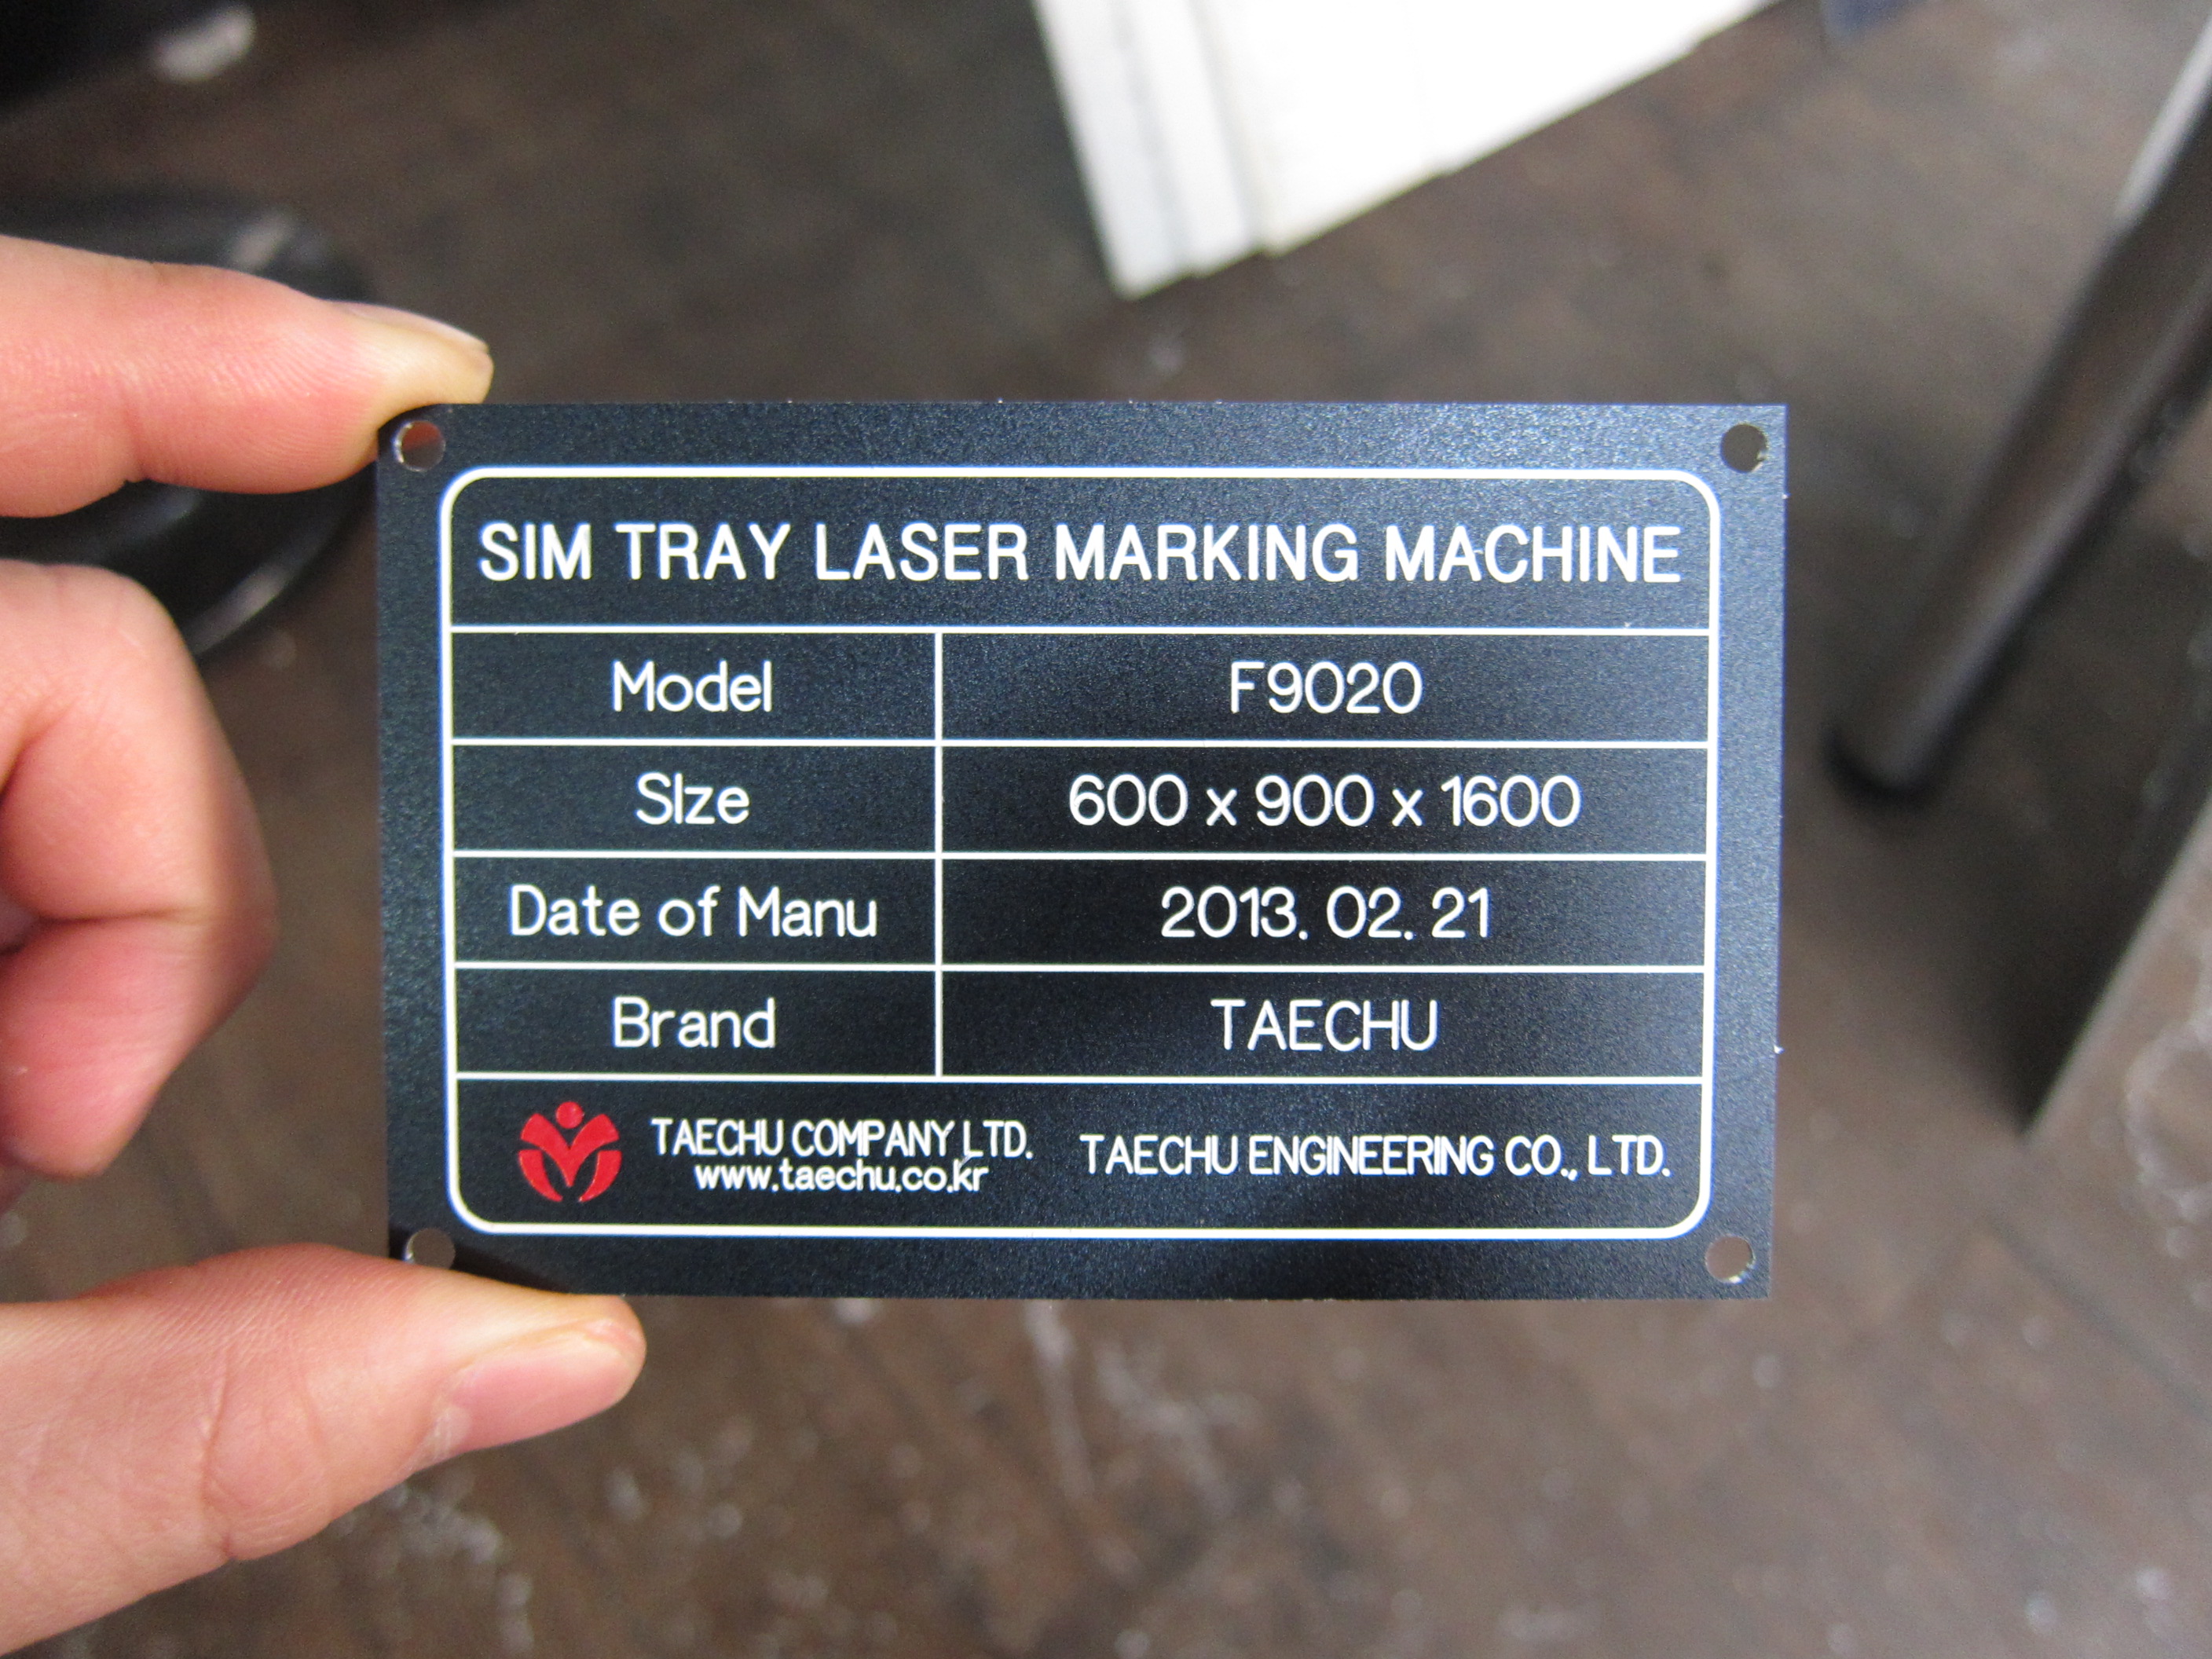 SIM TRAY LASER MARKING MACHINE
Model F9020
SIze 600 x 900 x 1600
Date of Manu 2013. 02. 21
Brand TAECHU
TAECHU COMPANY LTD. TAECHU ENGINEERING CO., LTD.
www.taechu.co.kr